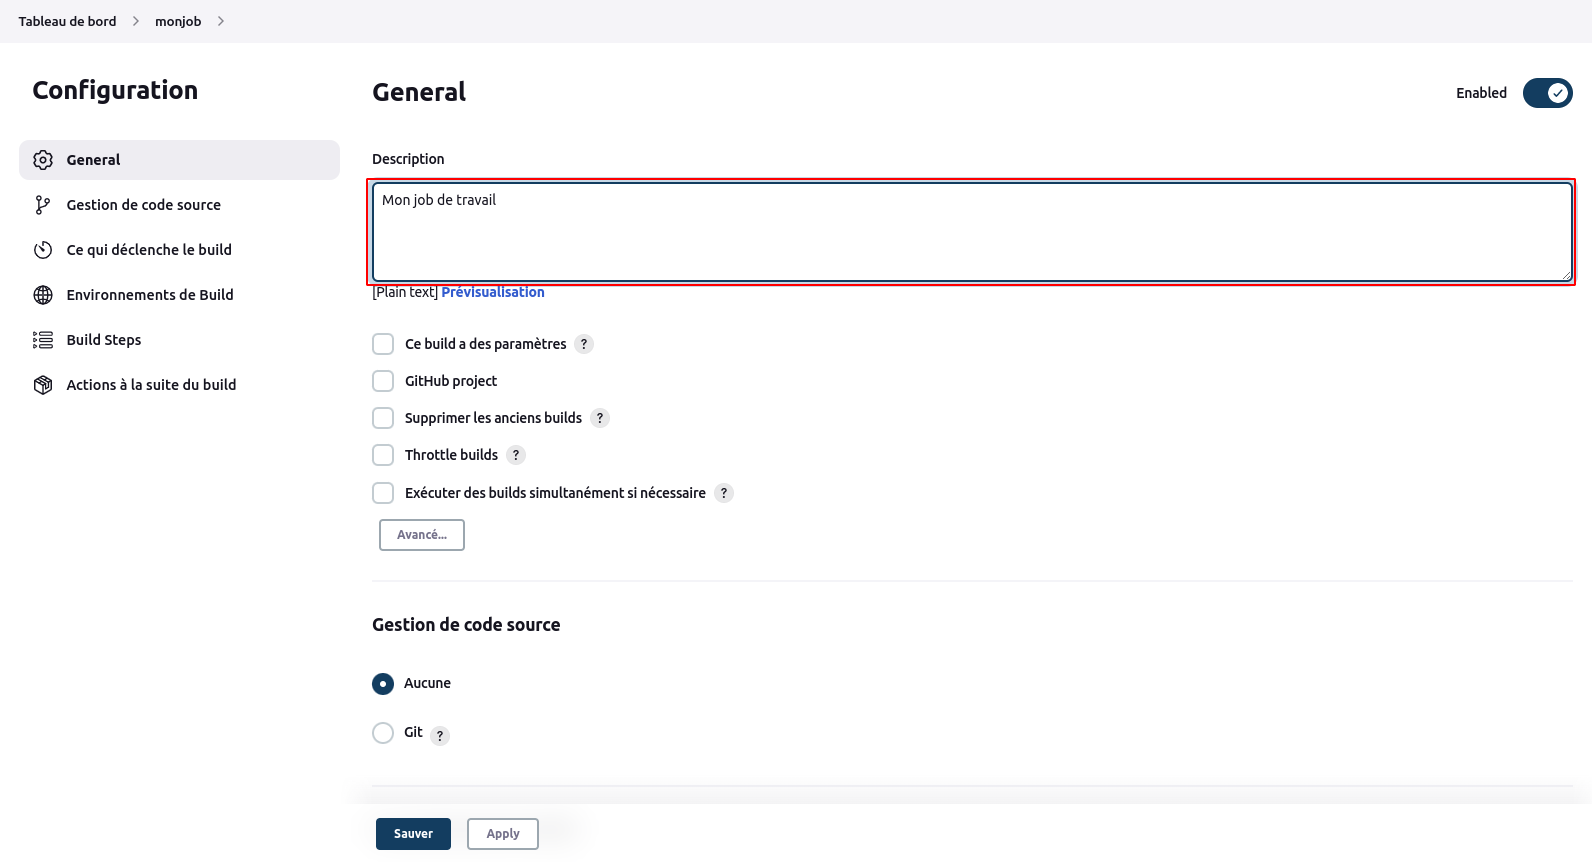 Tableau de bord > monjob >
Configuration
General
Gestion de code source
Ce qui déclenche le build
Environnements de Build
Build Steps
Actions à la suite du build
General
Enabled
Description
Mon job de travail
[Plain text] Prévisualisation
Ce build a des paramètres ?
GitHub project
Supprimer les anciens builds ?
Throttle builds ?
Exécuter des builds simultanément si nécessaire ?
Avancé...
Gestion de code source
Aucune
Git ?
Sauver
Apply